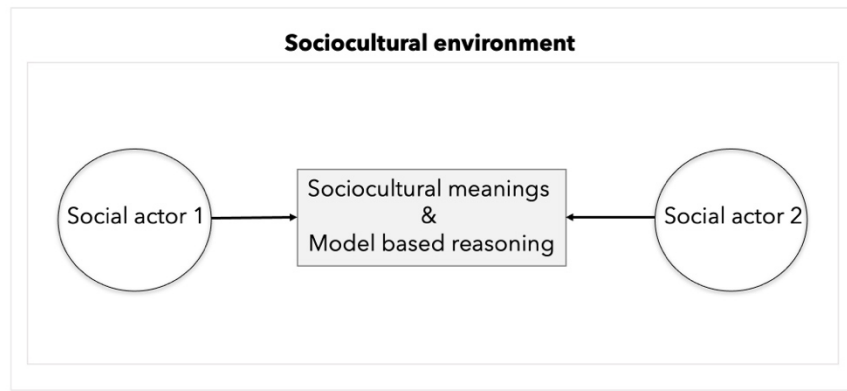 Sociocultural environment
Social actor 1
Sociocultural meanings
&
Model based reasoning
Social actor 2